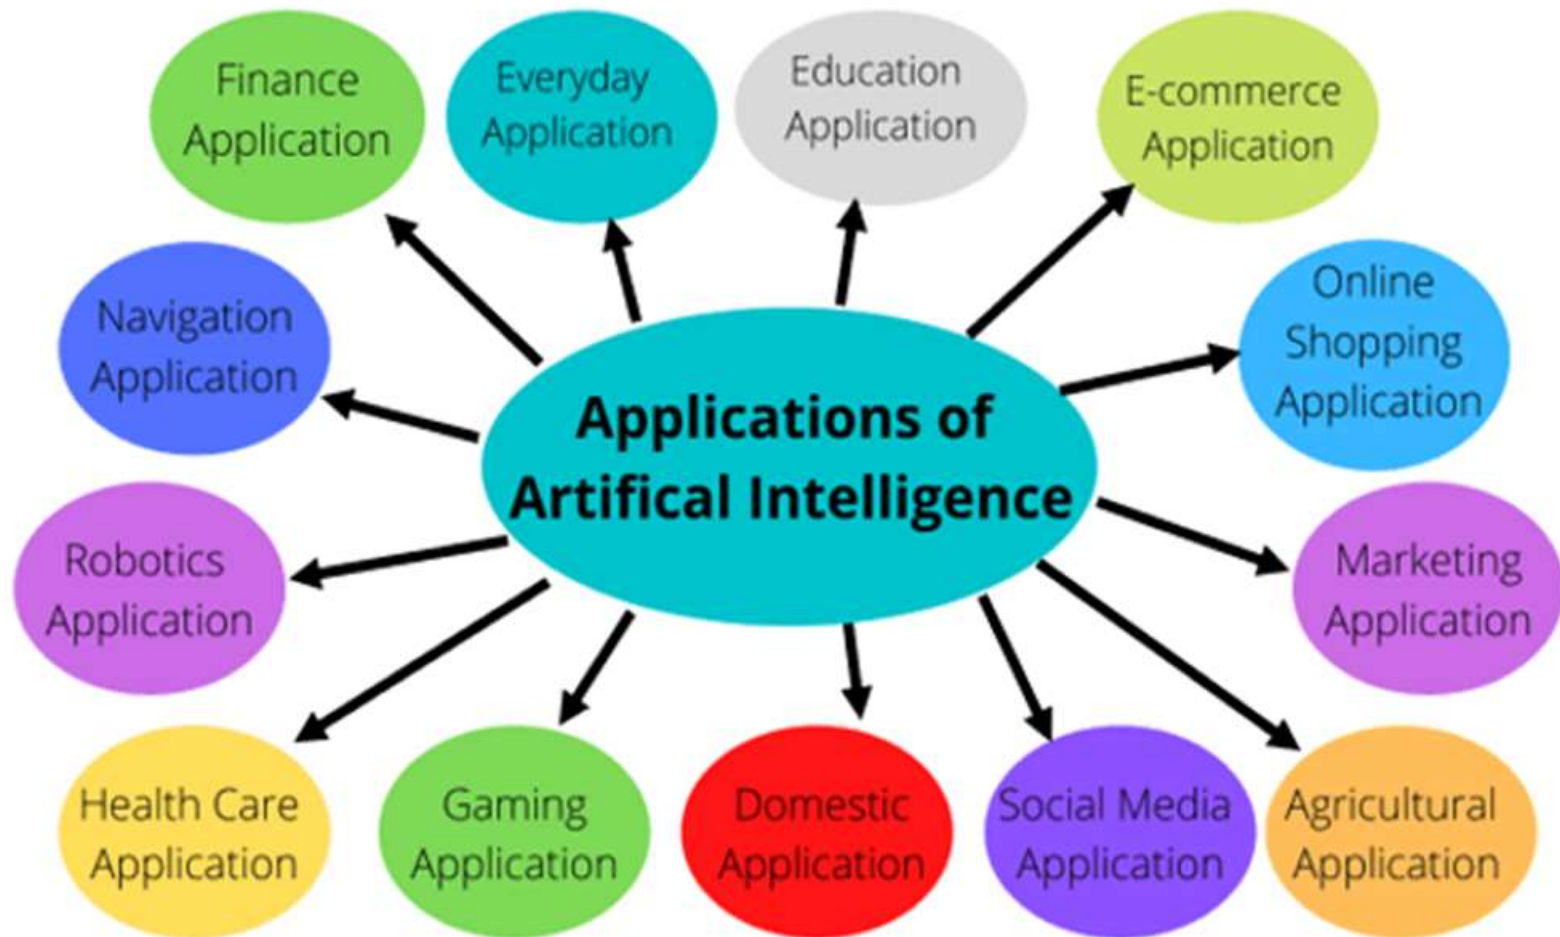 Finance
Application
Everyday
Application
Education
Application
E-commerce
Application
Navigation
Application
Online
Shopping
Application
Applications of
Artifical Intelligence
Robotics
Application
Marketing
Application
Health Care
Application
Gaming
Application
Domestic
Application
Social Media
Application
Agricultural
Application